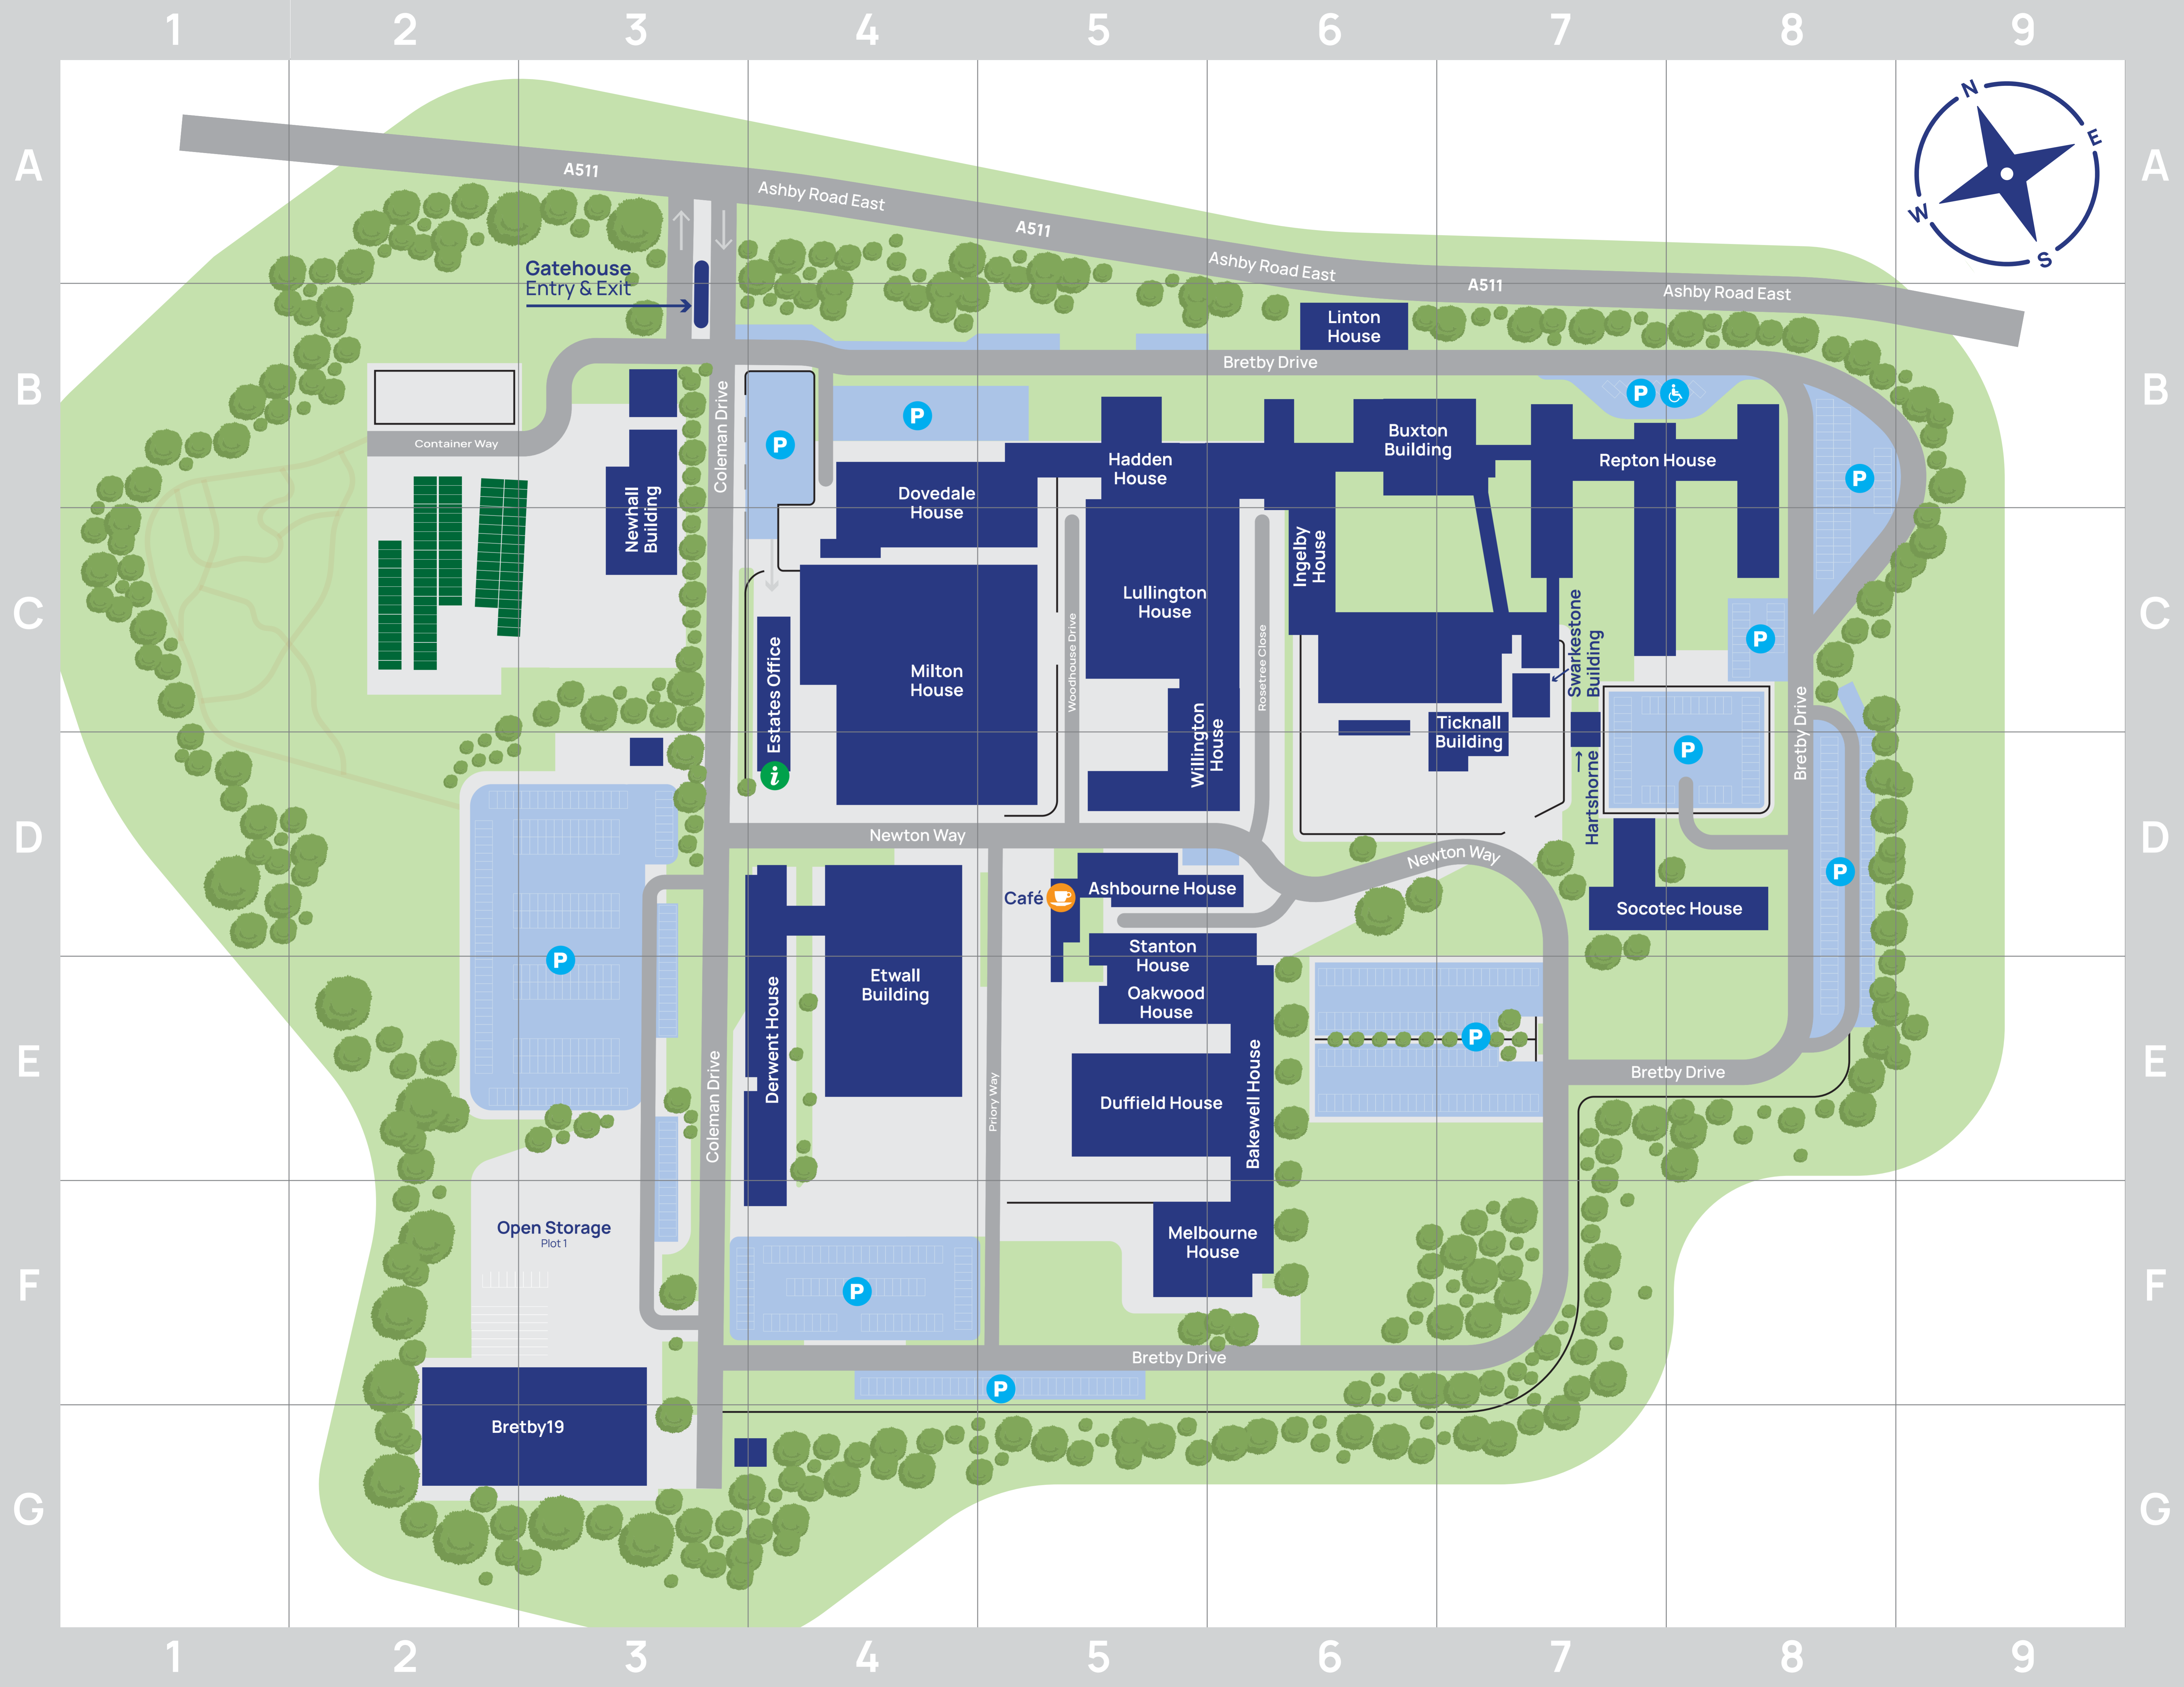 1 2 3 4 5 6 7 8 9
A
A
N
E
W
S
A511
Ashby Road East
A511
Ashby Road East
A511
Ashby Road East
Gatehouse
Entry & Exit
B
B
Linton
House
Bretby Drive
Container Way
Coleman Drive
P
P
P
P
Newhall
Building
Dovedale
House
Hadden
House
Buxton
Building
Repton House
C
C
Estates Office
i
Milton
House
Woodhouse Drive
Lullington
House
Rosetree Close
Ingelby
House
Swarkestone
Building
P
Willington
House
Ticknall
Building
Hartshorne
P
Bretby Drive
D
D
Newton Way
Newton Way
Café
Ashbourne House
Socotec House
P
P
Stanton
House
E
E
Derwent House
Etwall
Building
Oakwood
House
P
Coleman Drive
Priory Way
Duffield House
Bakewell House
Bretby Drive
F
F
Open Storage
Plot 1
Melbourne
House
P
Bretby Drive
P
Bretby19
G
G
1 2 3 4 5 6 7 8 9